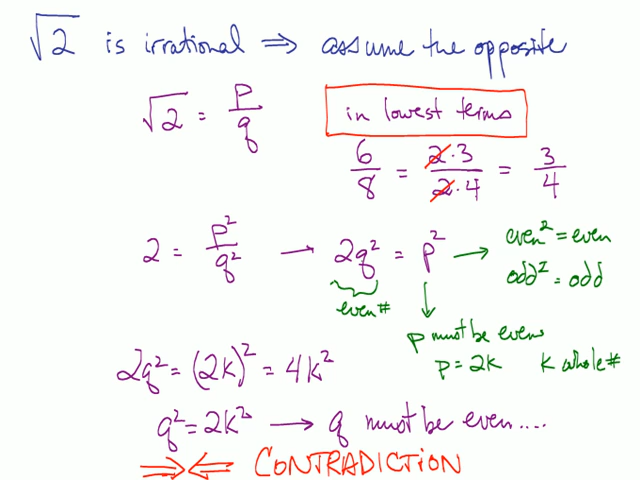 √2 is irrational ⇒ assume the opposite
√2 = p/q
in lowest terms
6/8 = 2·3/2·4 = 3/4
2 = p²/q² → 2q² = p² → even² = even
odd² = odd
even#
p must be even
p = 2k k whole#
2q² = (2k)² = 4k²
q² = 2k² → q must be even....
⇒⇐ CONTRADICTION